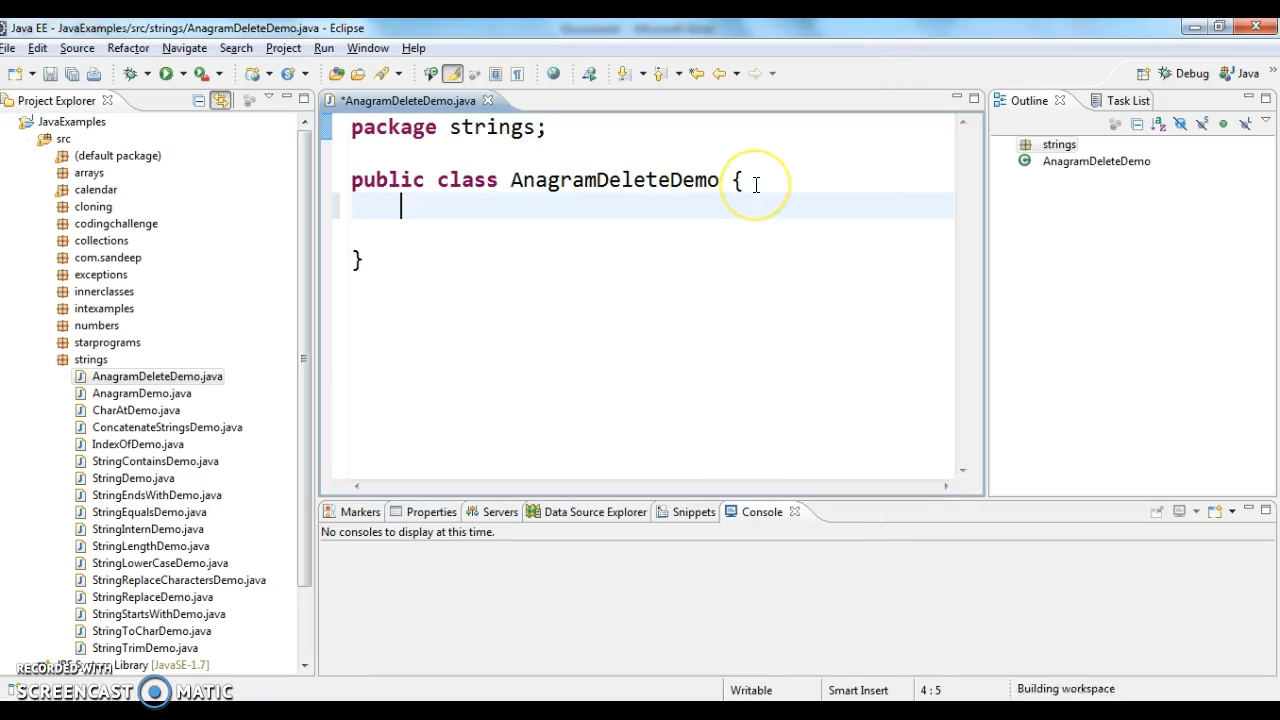 Java EE - JavaExamples/src/strings/AnagramDeleteDemo.java - Eclipse
File Edit Source Refactor Navigate Search Project Run Window Help
Debug Java
Project Explorer
*AnagramDeleteDemo.java
Outline Task List
JavaExamples
src
(default package)
arrays
calendar
cloning
codingchallenge
collections
com.sandeep
exceptions
innerclasses
intexamples
numbers
starprograms
strings
AnagramDeleteDemo.java
AnagramDemo.java
CharAtDemo.java
ConcatenateStringsDemo.java
IndexOfDemo.java
StringContainsDemo.java
StringDemo.java
StringEndsWithDemo.java
StringEqualsDemo.java
StringInternDemo.java
StringLengthDemo.java
StringLowerCaseDemo.java
StringReplaceCharactersDemo.java
StringReplaceDemo.java
StringStartsWithDemo.java
StringToCharDemo.java
StringTrimDemo.java
System Library [JavaSE-1.7]
package strings;
public class AnagramDeleteDemo {
}
strings
AnagramDeleteDemo
Markers Properties Servers Data Source Explorer Snippets Console
No consoles to display at this time.
RECORDED WITH
SCREENCAST MATIC
Writable Smart Insert 4 : 5 Building workspace